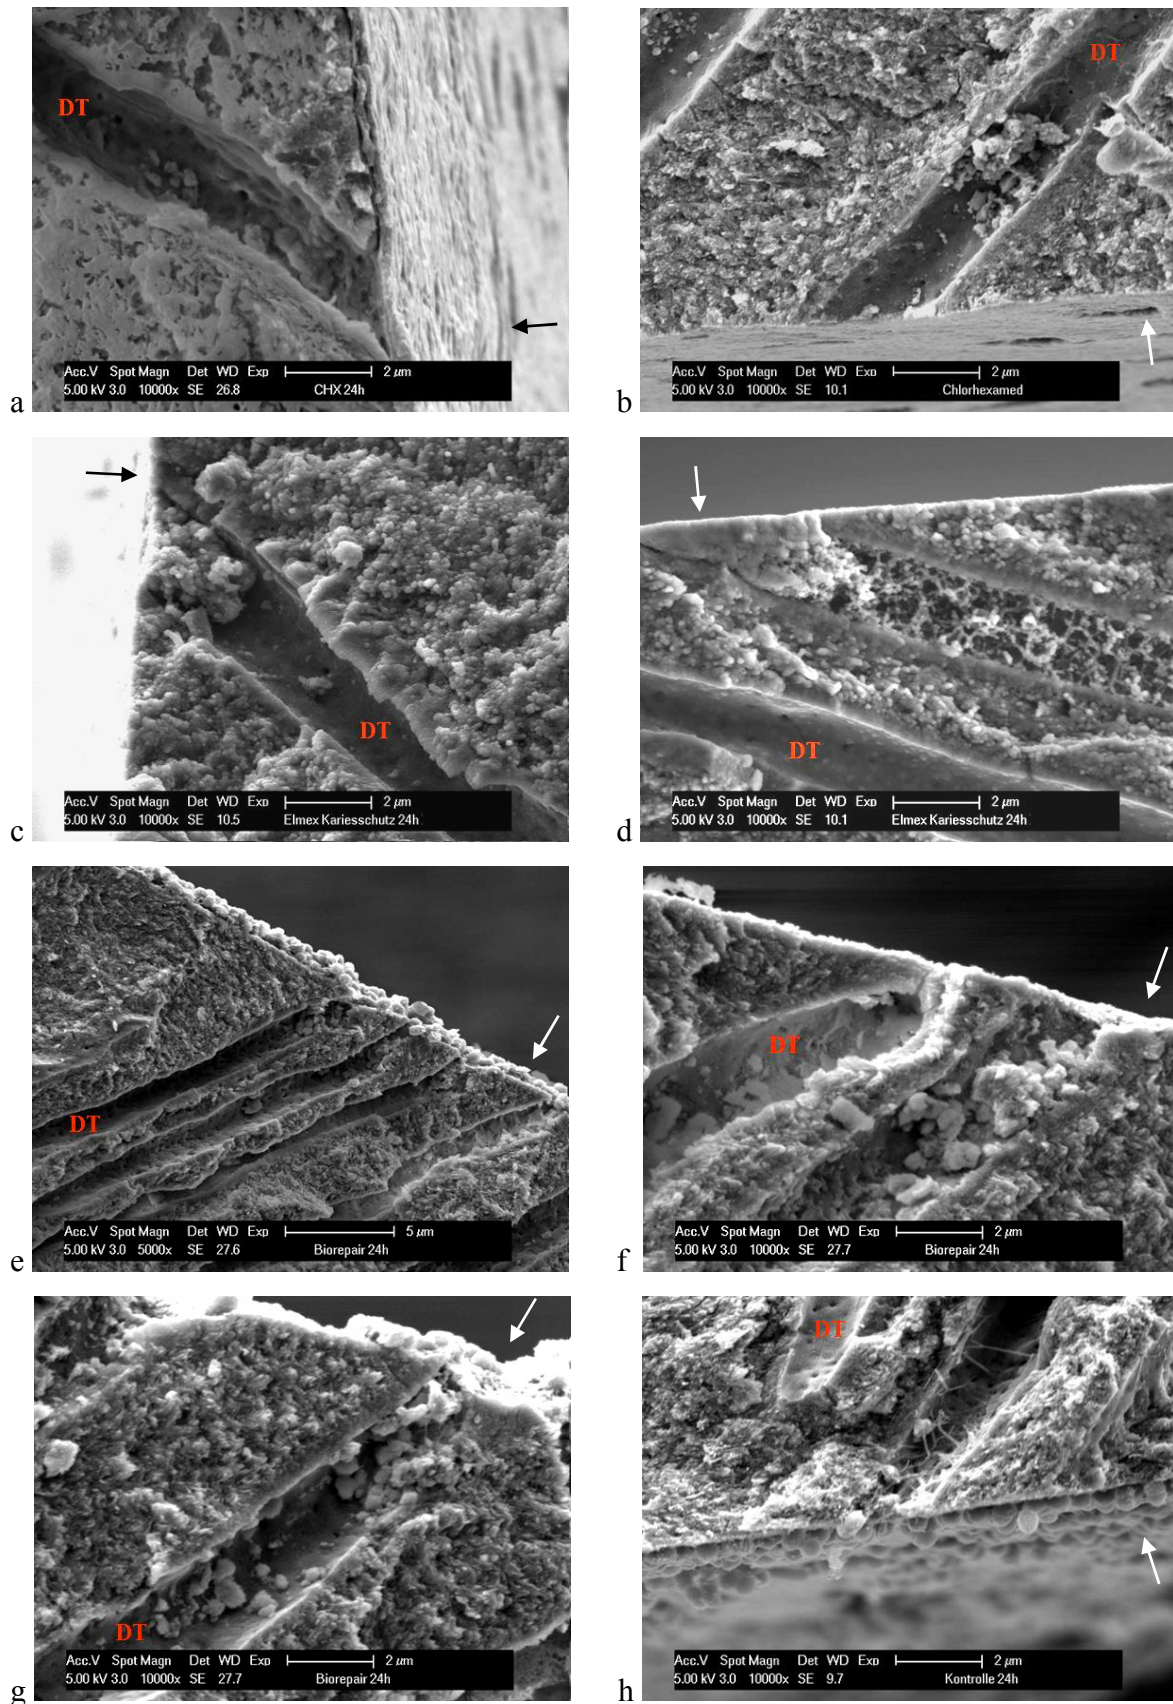 DT
Acc.V Spot Magn Det WD Exp 2 μm
5.00 kV 3.0 10000x SE 26.8 CHX 24h
a
DT
Acc.V Spot Magn Det WD Exp 2 μm
5.00 kV 3.0 10000x SE 10.1 Chlorhexamed
b
DT
Acc.V Spot Magn Det WD Exp 2 μm
5.00 kV 3.0 10000x SE 10.5 Elmex Kariesschutz 24h
c
DT
Acc.V Spot Magn Det WD Exp 2 μm
5.00 kV 3.0 10000x SE 10.1 Elmex Kariesschutz 24h
d
DT
Acc.V Spot Magn Det WD Exp 5 μm
5.00 kV 3.0 5000x SE 27.6 Biorepair 24h
e
DT
Acc.V Spot Magn Det WD Exp 2 μm
5.00 kV 3.0 10000x SE 27.7 Biorepair 24h
f
DT
Acc.V Spot Magn Det WD Exp 2 μm
5.00 kV 3.0 10000x SE 27.7 Biorepair 24h
g
DT
Acc.V Spot Magn Det WD Exp 2 μm
5.00 kV 3.0 10000x SE 9.7 Kontrolle 24h
h